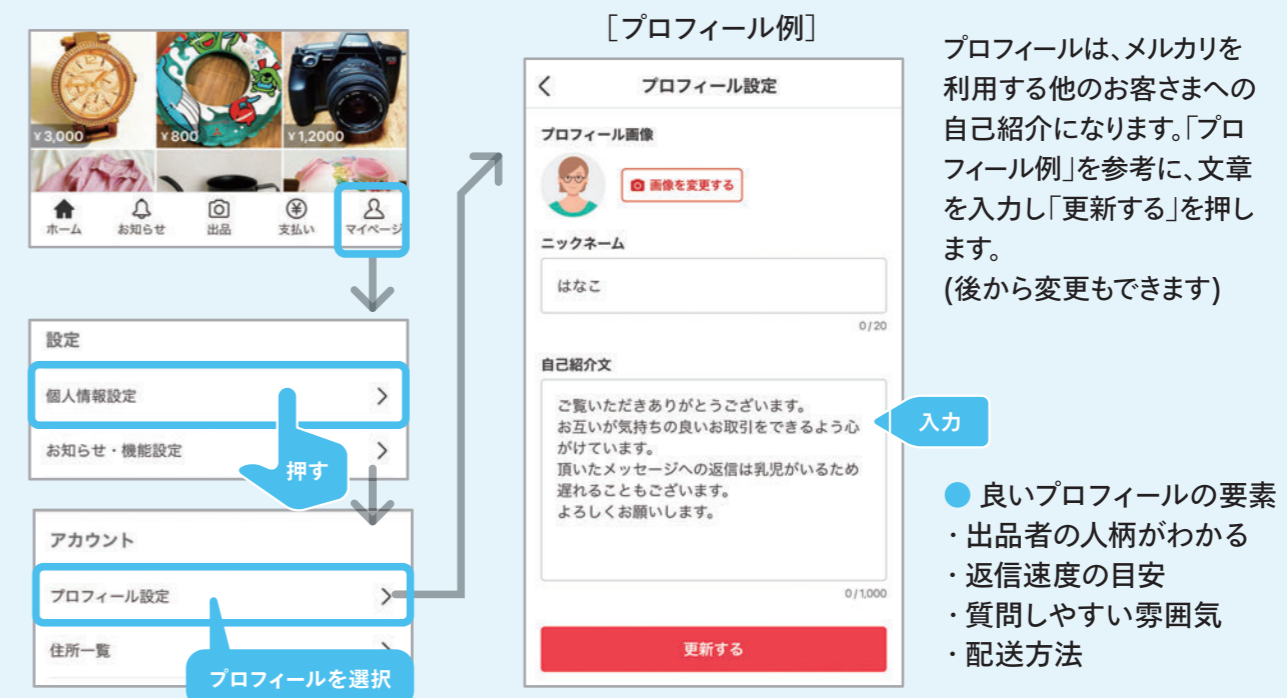 ¥3,000
¥800
¥1,2000
ホーム
お知らせ
出品
支払い
マイページ
設定
個人情報設定
お知らせ・機能設定
押す
アカウント
プロフィール設定
住所一覧
プロフィールを選択
［プロフィール例］
プロフィール設定
プロフィール画像
画像を変更する
ニックネーム
はなこ
0/20
自己紹介文
ご覧いただきありがとうございます。
お互いが気持ちの良いお取引をできるよう心
がけています。
頂いたメッセージへの返信は乳児がいるため
遅れることもございます。
よろしくお願いします。
0/1,000
更新する
入力
プロフィールは、メルカリを
利用する他のお客さまへの
自己紹介になります。「プロ
フィール例」を参考に、文章
を入力し「更新する」を押し
ます。
(後から変更もできます)
● 良いプロフィールの要素
・出品者の人柄がわかる
・返信速度の目安
・質問しやすい雰囲気
・配送方法